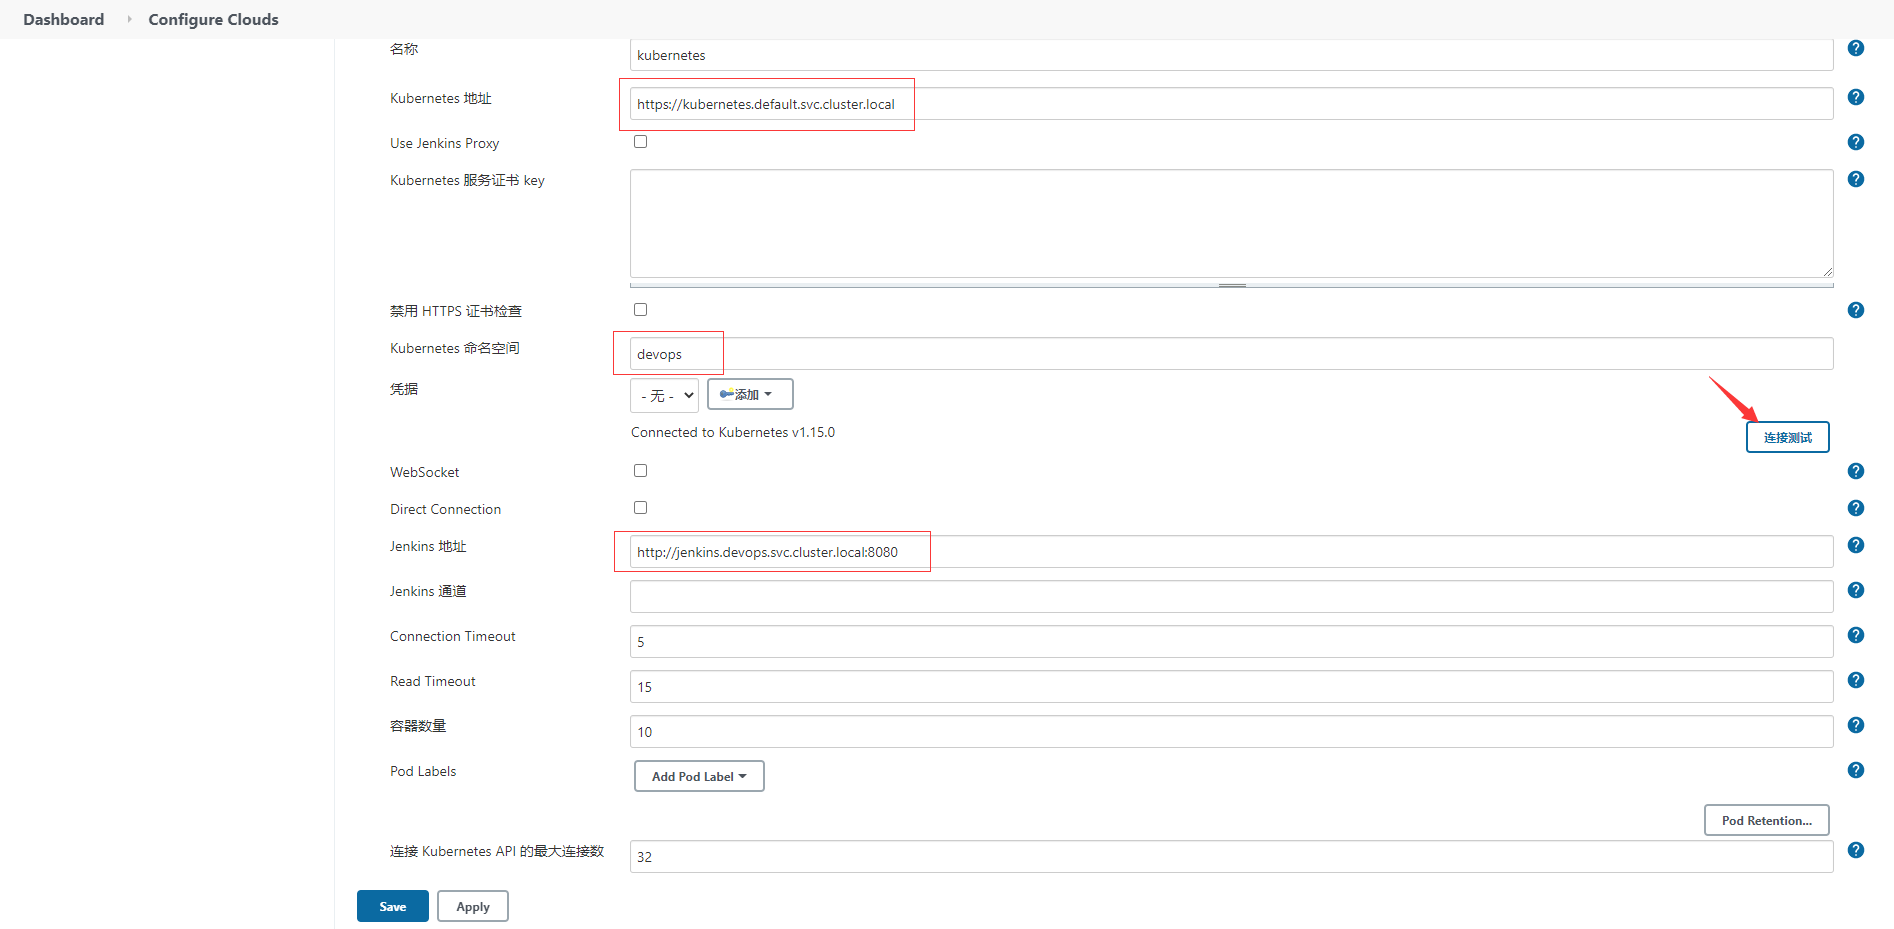 Dashboard
Configure Clouds
名称
kubernetes
Kubernetes 地址
https://kubernetes.default.svc.cluster.local
Use Jenkins Proxy
Kubernetes 服务证书 key
禁用 HTTPS 证书检查
Kubernetes 命名空间
devops
凭据
- 无 -
添加
Connected to Kubernetes v1.15.0
连接测试
WebSocket
Direct Connection
Jenkins 地址
http://jenkins.devops.svc.cluster.local:8080
Jenkins 通道
Connection Timeout
5
Read Timeout
15
容器数量
10
Pod Labels
Add Pod Label
Pod Retention...
连接 Kubernetes API 的最大连接数
32
Save
Apply